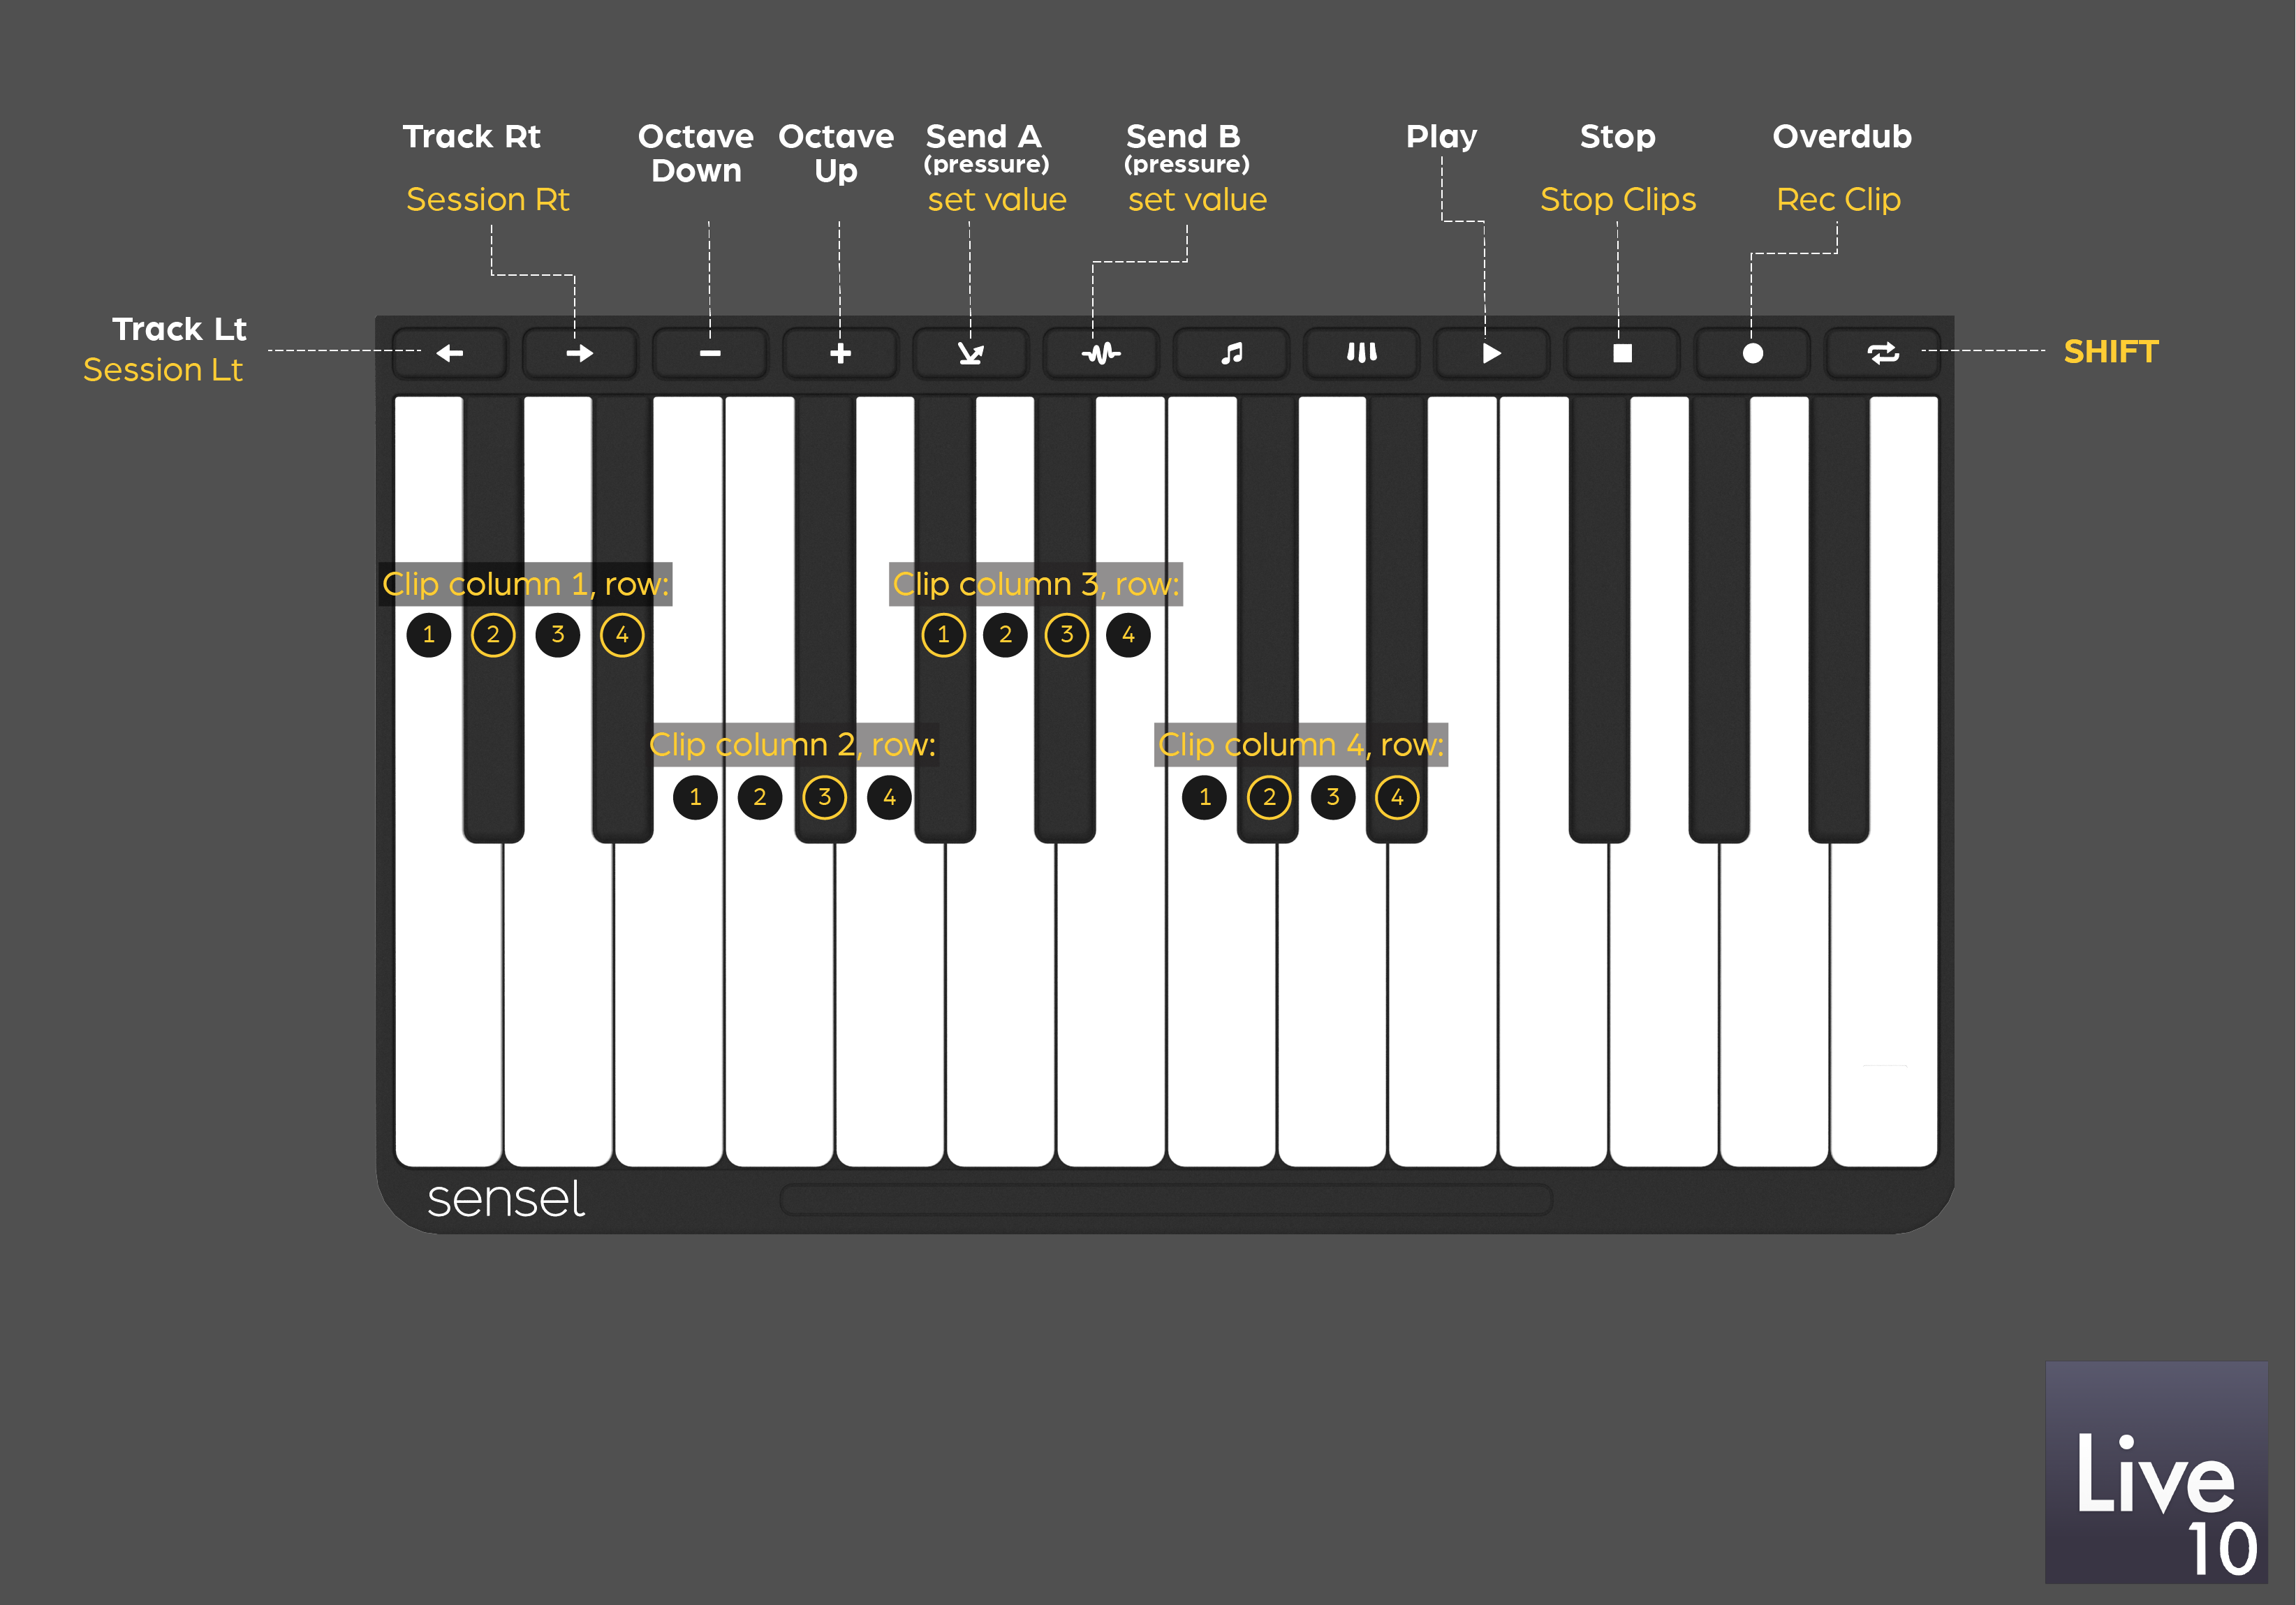 Track Rt
Session Rt
Octave
Down
Octave
Up
Send A
(pressure)
set value
Send B
(pressure)
set value
Play
Stop
Stop Clips
Overdub
Rec Clip
Track Lt
Session Lt
SHIFT
Clip column 1, row:
1 2 3 4
Clip column 3, row:
1 2 3 4
Clip column 2, row:
1 2 3 4
Clip column 4, row:
1 2 3 4
sensel
Live
10